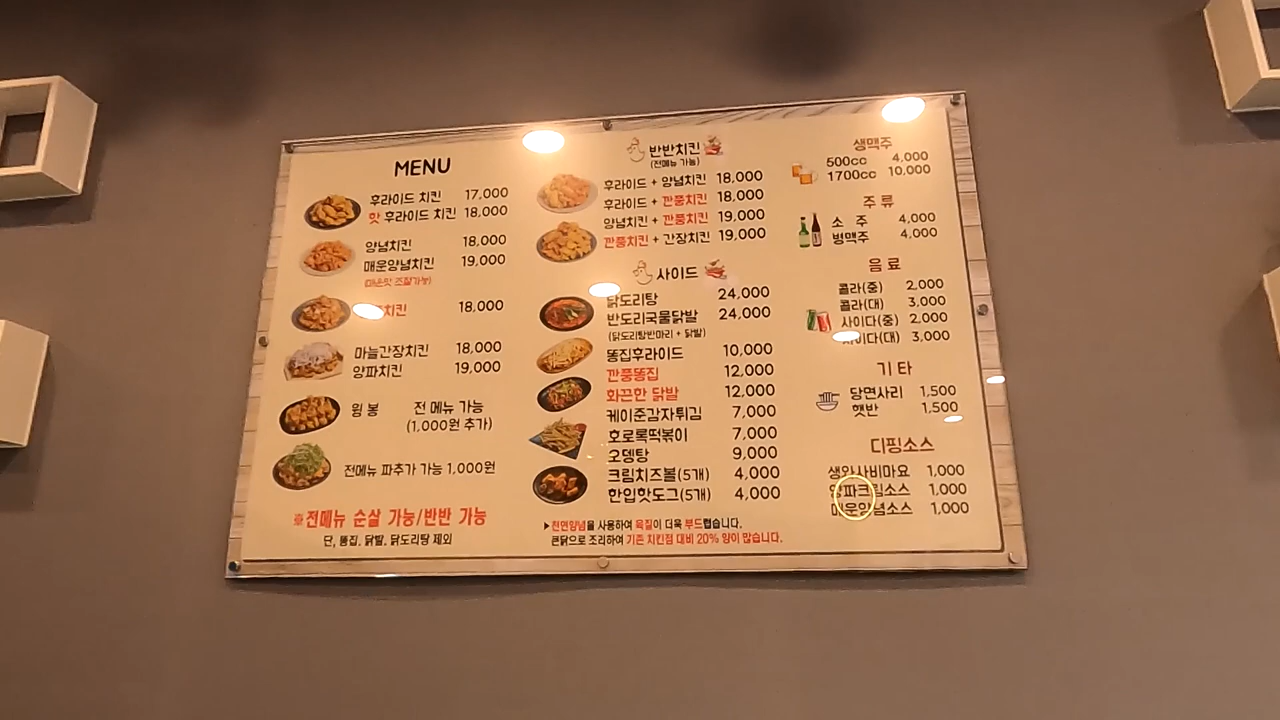 MENU
후라이드 치킨 17,000
핫 후라이드 치킨 18,000
양념치킨 18,000
매운양념치킨 19,000
(매운맛 조절가능)
치킨 18,000
마늘간장치킨 18,000
양파치킨 19,000
윙 봉 전 메뉴 가능
(1,000원 추가)
전메뉴 파추가 가능 1,000원
※전메뉴 순살 가능/반반 가능
단, 똥집, 닭발, 닭도리탕 제외
반반치킨
(전메뉴 가능)
후라이드 + 양념치킨 18,000
후라이드 + 깐풍치킨 18,000
양념치킨 + 깐풍치킨 19,000
깐풍치킨 + 간장치킨 19,000
사이드
닭도리탕 24,000
반도리국물닭발 24,000
(닭도리탕반마리 + 닭발)
똥집후라이드 10,000
깐풍똥집 12,000
화끈한 닭발 12,000
케이준감자튀김 7,000
호로록떡볶이 7,000
오뎅탕 9,000
크림치즈볼(5개) 4,000
한입핫도그(5개) 4,000
▶천연양념을 사용하여 육질이 더욱 부드럽습니다.
큰닭으로 조리하여 기존 치킨점 대비 20% 양이 많습니다.
생맥주
500cc 4,000
1700cc 10,000
주 류
소 주 4,000
병맥주 4,000
음 료
콜라(중) 2,000
콜라(대) 3,000
사이다(중) 2,000
사이다(대) 3,000
기 타
당면사리 1,500
햇반 1,500
디핑소스
생와사비마요 1,000
양파크림소스 1,000
매운양념소스 1,000